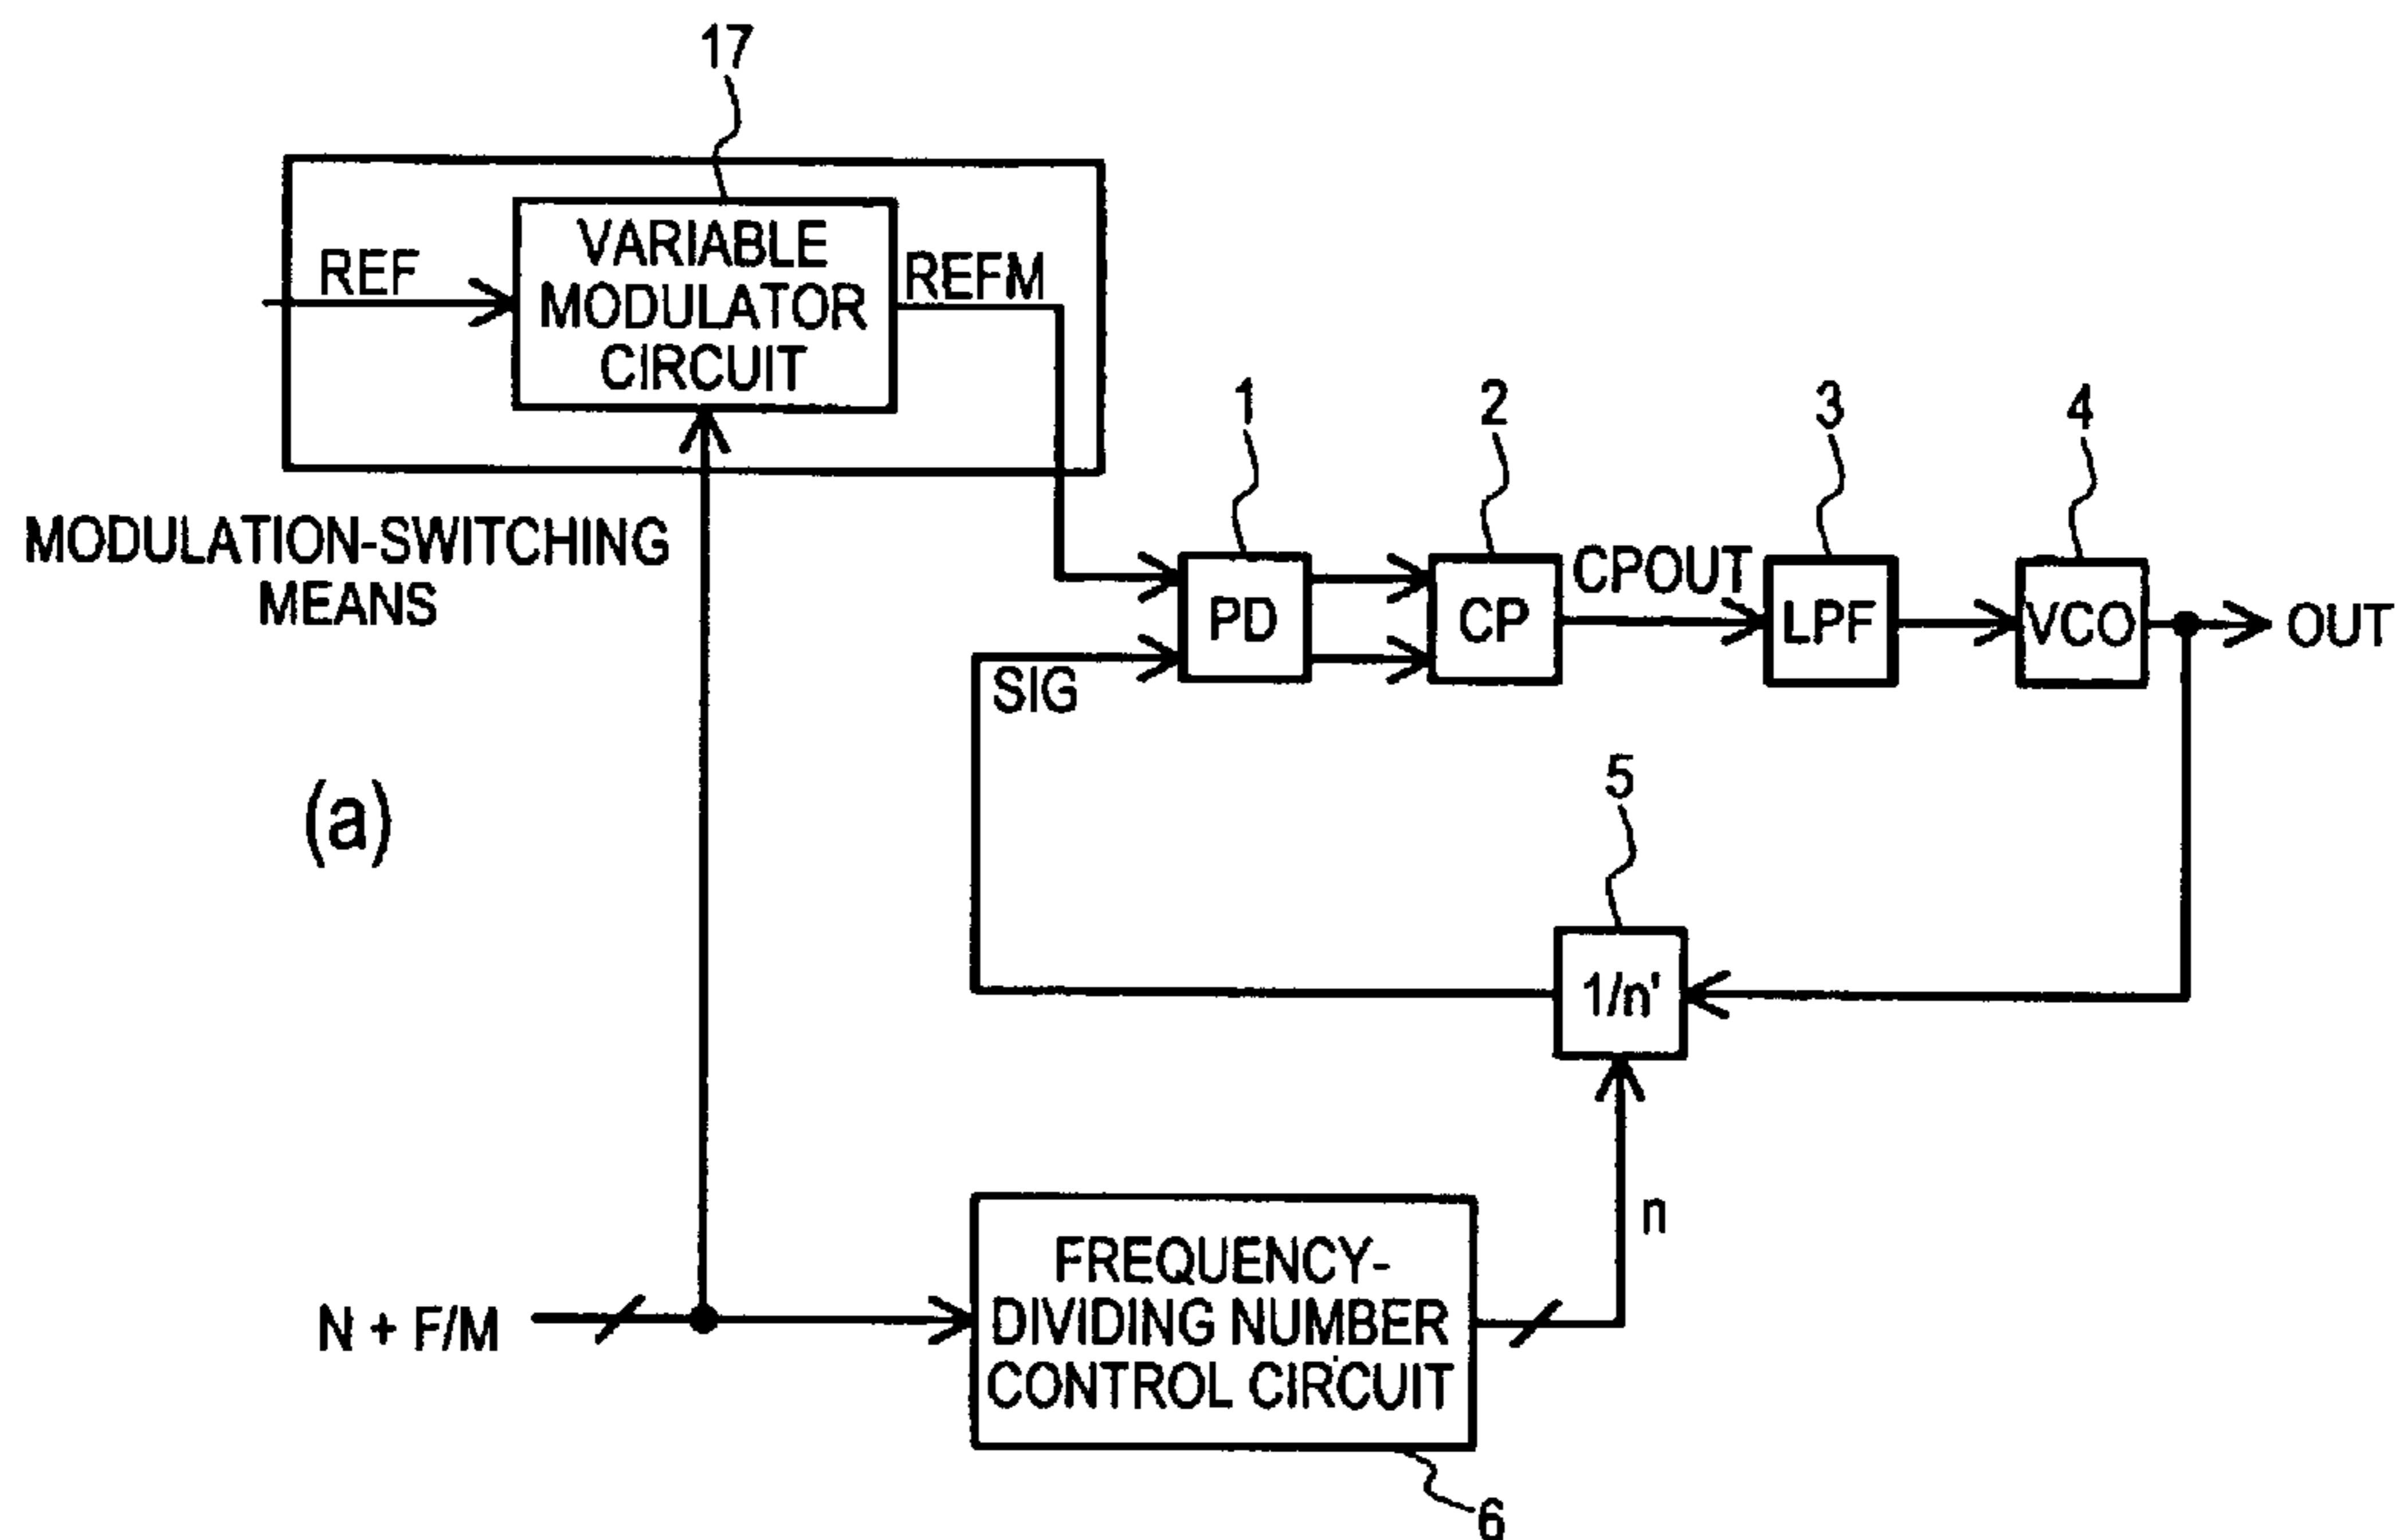 17
VARIABLE
MODULATOR
CIRCUIT
REF
REFM
MODULATION-SWITCHING
MEANS
1
2
3
4
PD
CP
CPOUT
LPF
VCO
OUT
SIG
(a)
5
1/n'
n
N + F/M
FREQUENCY-
DIVIDING NUMBER
CONTROL CIRCUIT
6